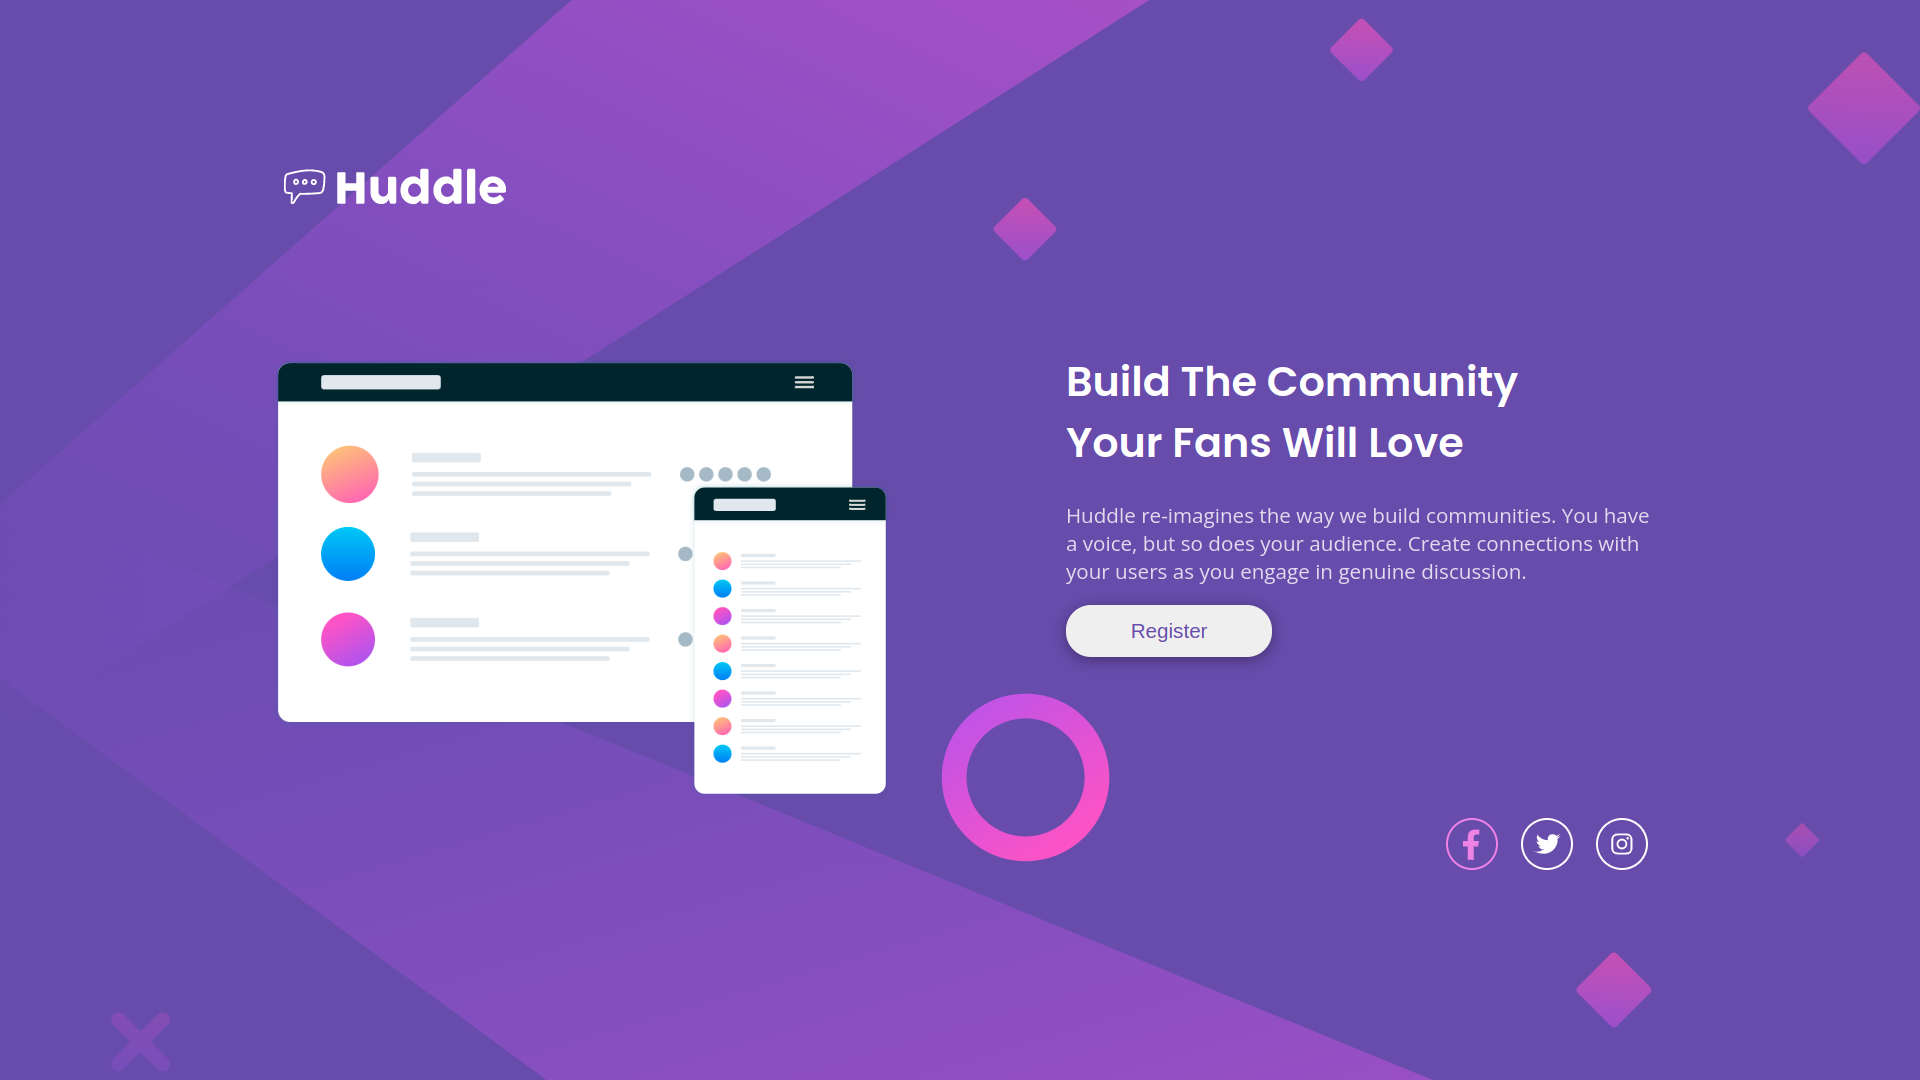 Huddle
Build The Community
Your Fans Will Love
Huddle re-imagines the way we build communities. You have
a voice, but so does your audience. Create connections with
your users as you engage in genuine discussion.
Register